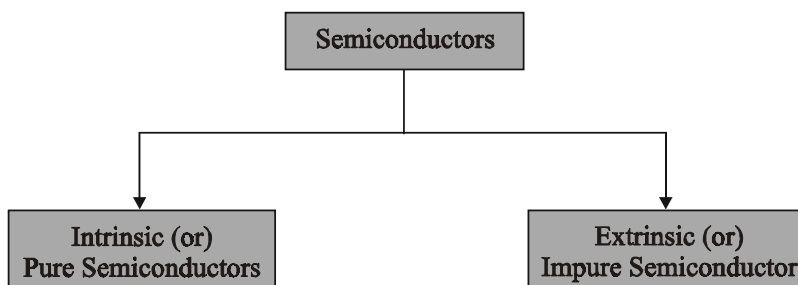 Semiconductors
Intrinsic (or)
Pure Semiconductors
Extrinsic (or)
Impure Semiconductor